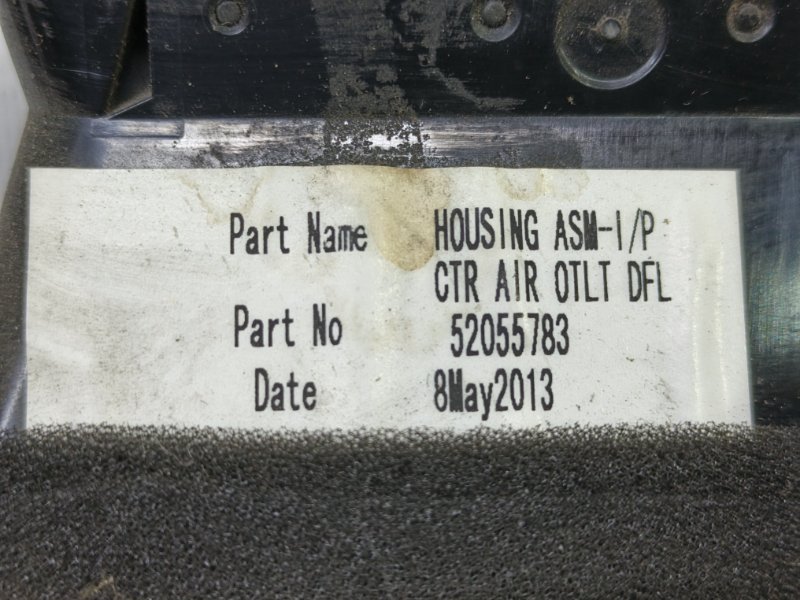 Part Name HOUSING ASM-I/P
CTR AIR OTLT DFL
Part No 52055783
Date 8May2013